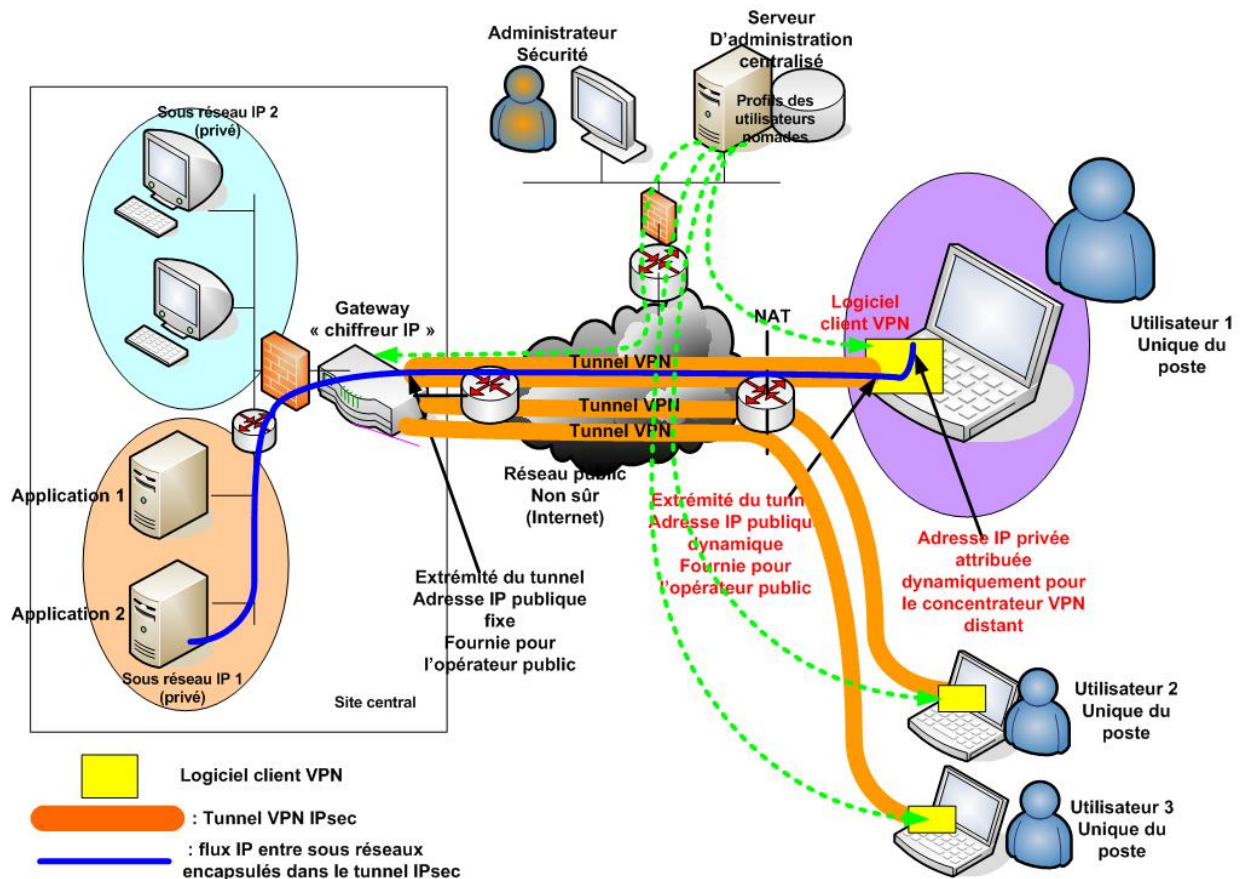 Administrateur
Sécurité
Serveur
D'administration
centralisé
Profils des
utilisateurs
nomades
Sous réseau IP 2
(privé)
Gateway
« chiffreur IP »
NAT
Logiciel
client VPN
Utilisateur 1
Unique du
poste
Tunnel VPN
Tunnel VPN
Tunnel VPN
Application 1
Application 2
Sous réseau IP 1
(privé)
Site central
Réseau public
Non sûr
(Internet)
Extrémité du tunnel
Adresse IP publique
fixe
Fournie pour
l'opérateur public
Extrémité du tunn
Adresse IP publiqu
dynamique
Fournie pour
l'opérateur public
Adresse IP privée
attribuée
dynamiquement pour
le concentrateur VPN
distant
Utilisateur 2
Unique du
poste
Utilisateur 3
Unique du
poste
Logiciel client VPN
: Tunnel VPN IPsec
: flux IP entre sous réseaux
encapsulés dans le tunnel IPsec